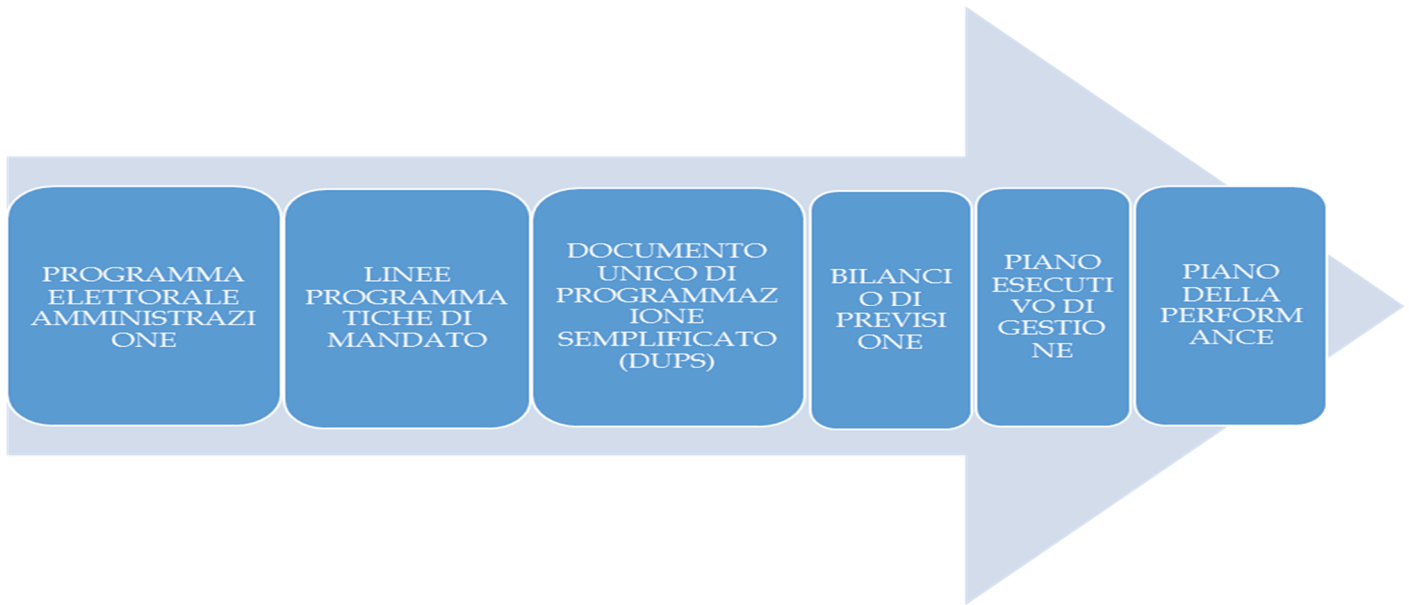 PROGRAMMA
ELETTORALE
AMMINISTRAZI
ONE
LINEE
PROGRAMMA
TICHE DI
MANDATO
DOCUMENTO
UNICO DI
PROGRAMMAZ
IONE
SEMPLIFICATO
(DUPS)
BILANCI
O DI
PREVISI
ONE
PIANO
ESECUTI
VO DI
GESTIO
NE
PIANO
DELLA
PERFORM
ANCE